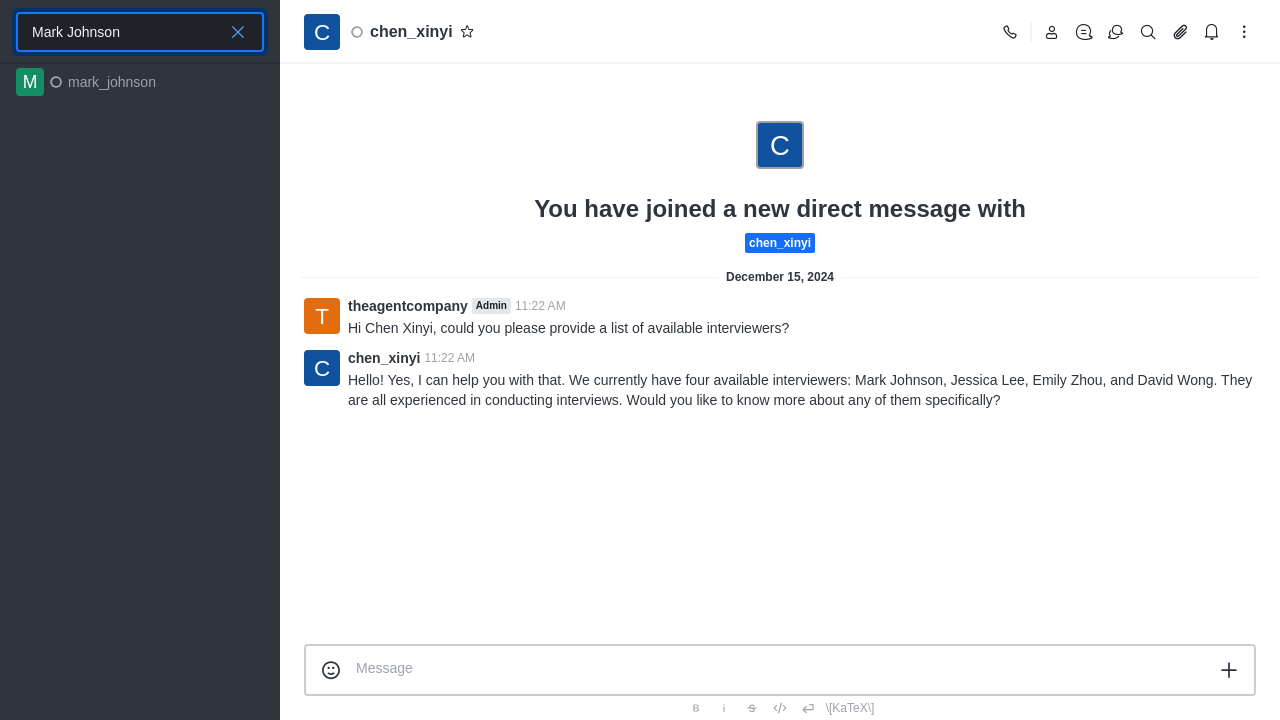 Mark Johnson
M mark_johnson
C chen_xinyi
C
You have joined a new direct message with
chen_xinyi
December 15, 2024
T theagentcompany Admin 11:22 AM
Hi Chen Xinyi, could you please provide a list of available interviewers?
C chen_xinyi 11:22 AM
Hello! Yes, I can help you with that. We currently have four available interviewers: Mark Johnson, Jessica Lee, Emily Zhou, and David Wong. They
are all experienced in conducting interviews. Would you like to know more about any of them specifically?
Message
B i S \[KaTeX\]